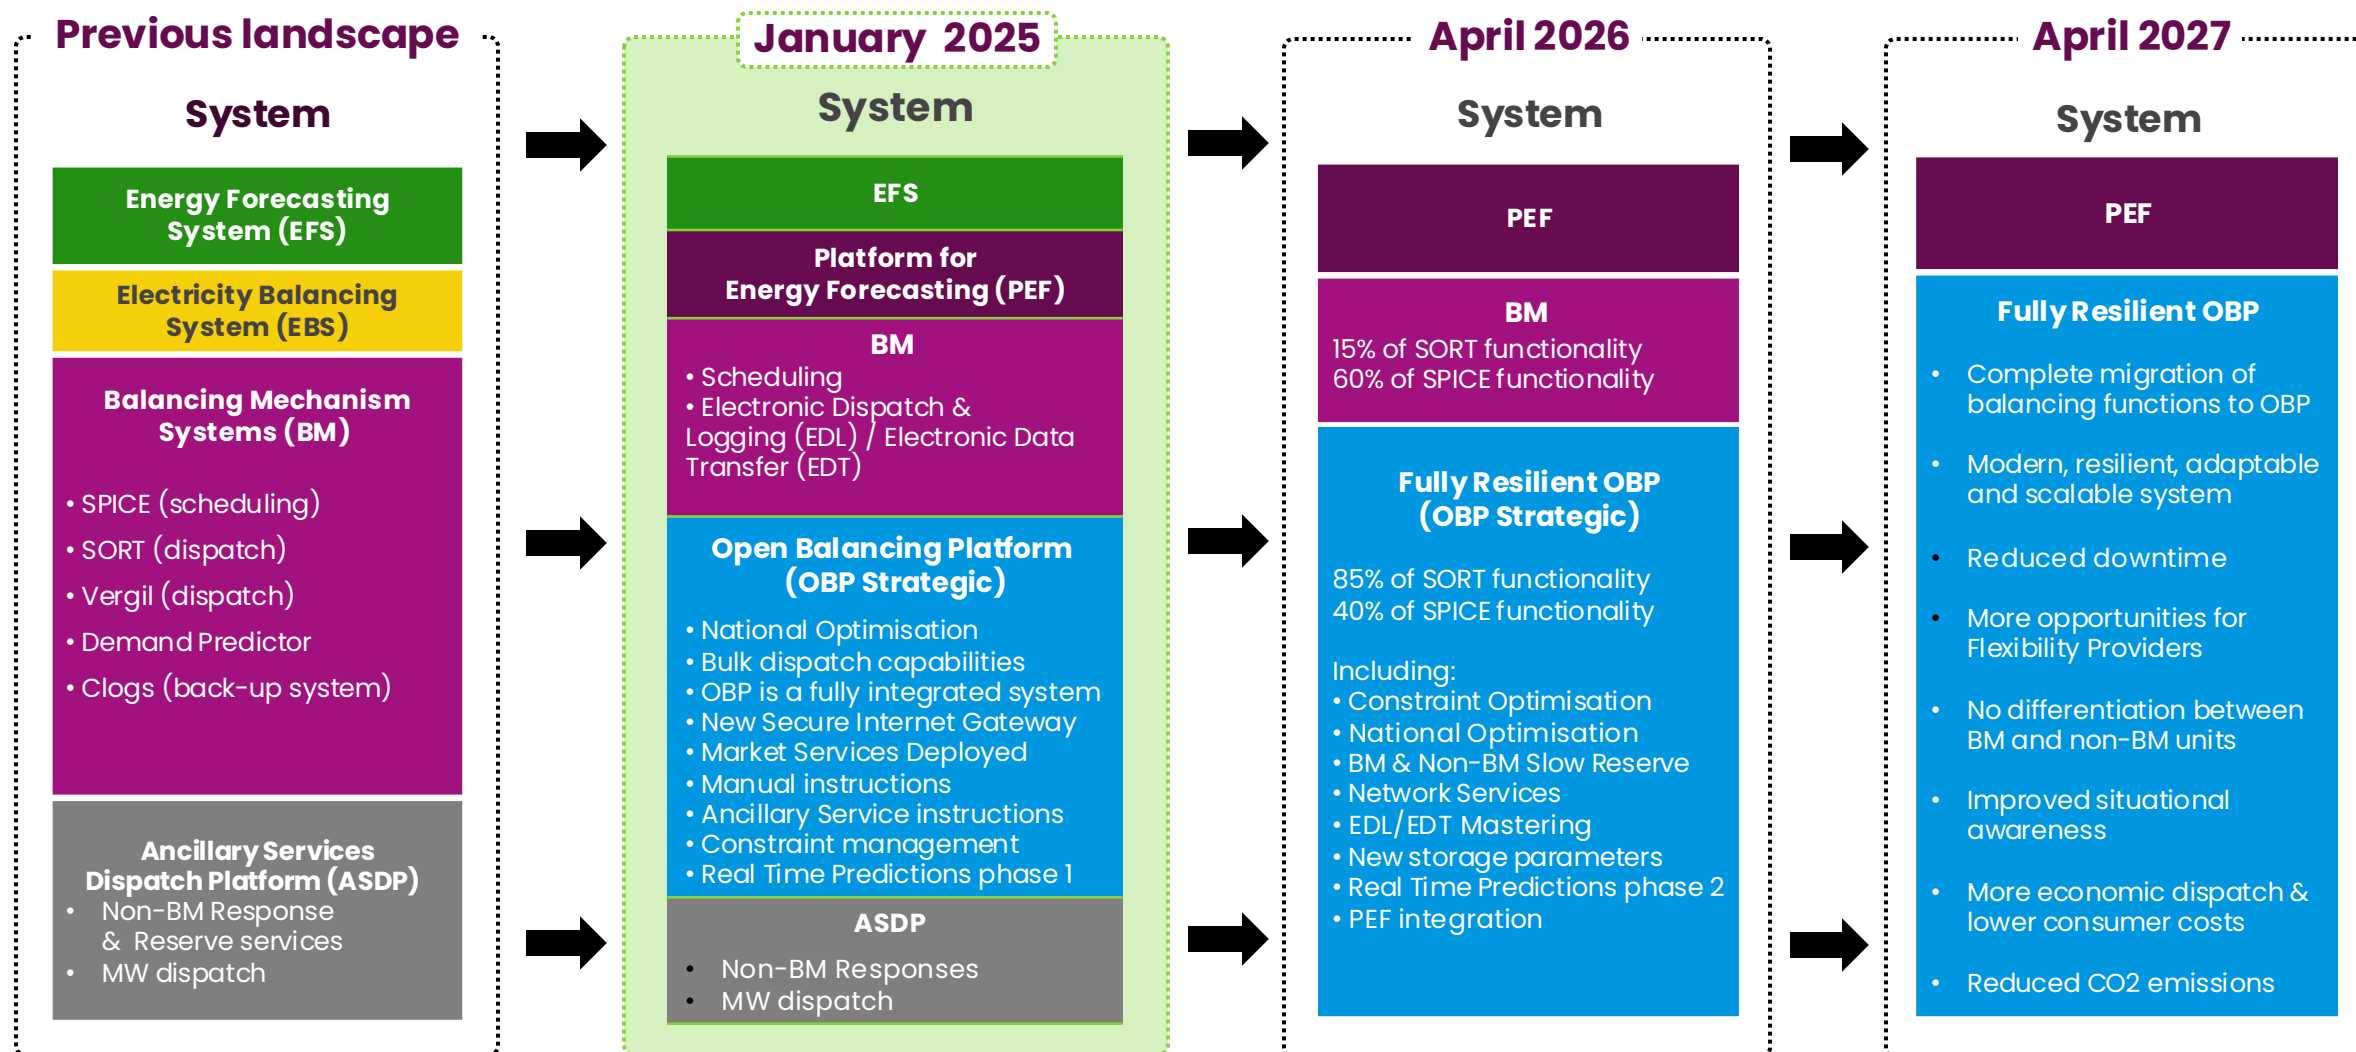 Previous landscape
System
Energy Forecasting
System (EFS)
Electricity Balancing
System (EBS)
Balancing Mechanism
Systems (BM)
• SPICE (scheduling)
• SORT (dispatch)
• Vergil (dispatch)
• Demand Predictor
• Clogs (back-up system)
Ancillary Services
Dispatch Platform (ASDP)
• Non-BM Response
& Reserve services
• MW dispatch
January 2025
System
EFS
Platform for
Energy Forecasting (PEF)
BM
• Scheduling
• Electronic Dispatch &
Logging (EDL) / Electronic Data
Transfer (EDT)
Open Balancing Platform
(OBP Strategic)
• National Optimisation
• Bulk dispatch capabilities
• OBP is a fully integrated system
• New Secure Internet Gateway
• Market Services Deployed
• Manual instructions
• Ancillary Service instructions
• Constraint management
• Real Time Predictions phase 1
ASDP
• Non-BM Responses
• MW dispatch
April 2026
System
PEF
BM
15% of SORT functionality
60% of SPICE functionality
Fully Resilient OBP
(OBP Strategic)
85% of SORT functionality
40% of SPICE functionality
Including:
• Constraint Optimisation
• National Optimisation
• BM & Non-BM Slow Reserve
• Network Services
• EDL/EDT Mastering
• New storage parameters
• Real Time Predictions phase 2
• PEF integration
April 2027
System
PEF
Fully Resilient OBP
• Complete migration of
balancing functions to OBP
• Modern, resilient, adaptable
and scalable system
• Reduced downtime
• More opportunities for
Flexibility Providers
• No differentiation between
BM and non-BM units
• Improved situational
awareness
• More economic dispatch &
lower consumer costs
• Reduced CO2 emissions